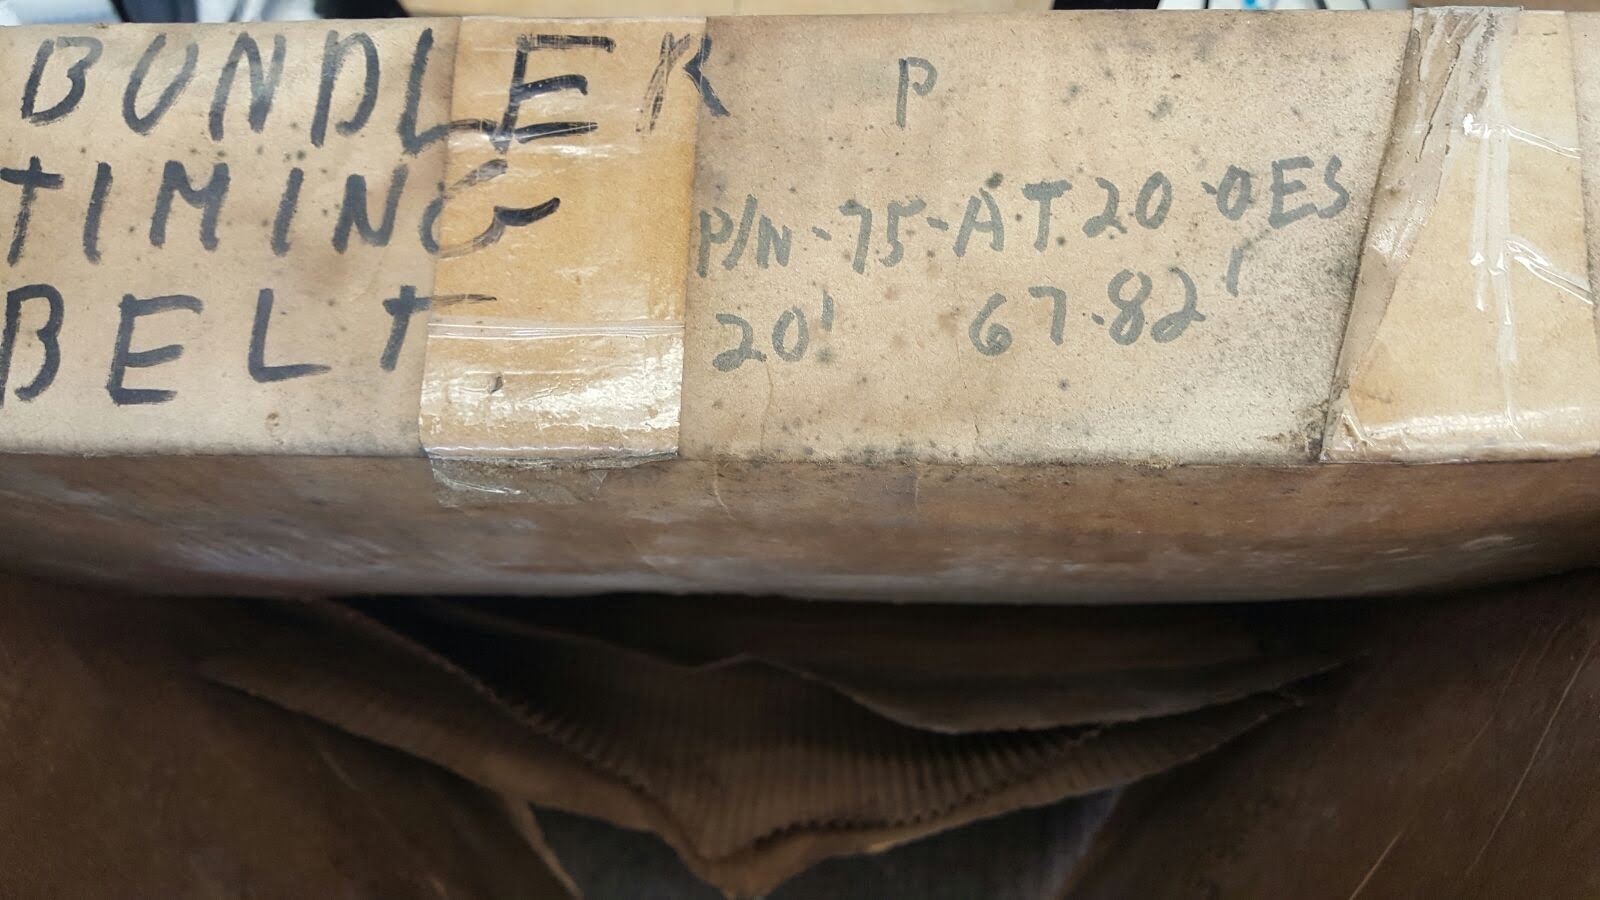 BUNDLER
TIMING
BELT
P
P/N-75-AT20-0ES
20' 67.82'